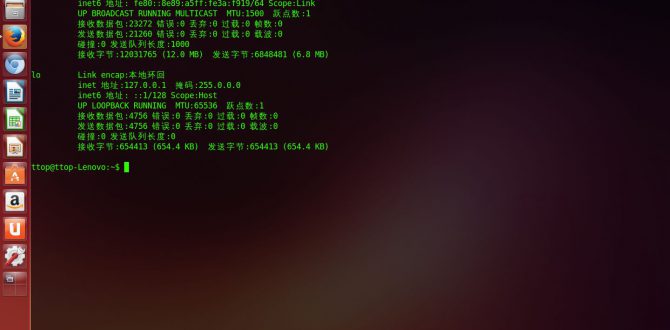 inet6 地址: fe80::8e89:a5ff:fe3a:f919/64 Scope:Link
UP BROADCAST RUNNING MULTICAST  MTU:1500  跃点数:1
接收数据包:23272 错误:0 丢弃:0 过载:0 帧数:0
发送数据包:21260 错误:0 丢弃:0 过载:0 载波:0
碰撞:0 发送队列长度:1000
接收字节:12031765 (12.0 MB)  发送字节:6848481 (6.8 MB)
lo        Link encap:本地环回
inet 地址:127.0.0.1  掩码:255.0.0.0
inet6 地址: ::1/128 Scope:Host
UP LOOPBACK RUNNING  MTU:65536  跃点数:1
接收数据包:4756 错误:0 丢弃:0 过载:0 帧数:0
发送数据包:4756 错误:0 丢弃:0 过载:0 载波:0
碰撞:0 发送队列长度:0
接收字节:654413 (654.4 KB)  发送字节:654413 (654.4 KB)
ttop@ttop-Lenovo:~$